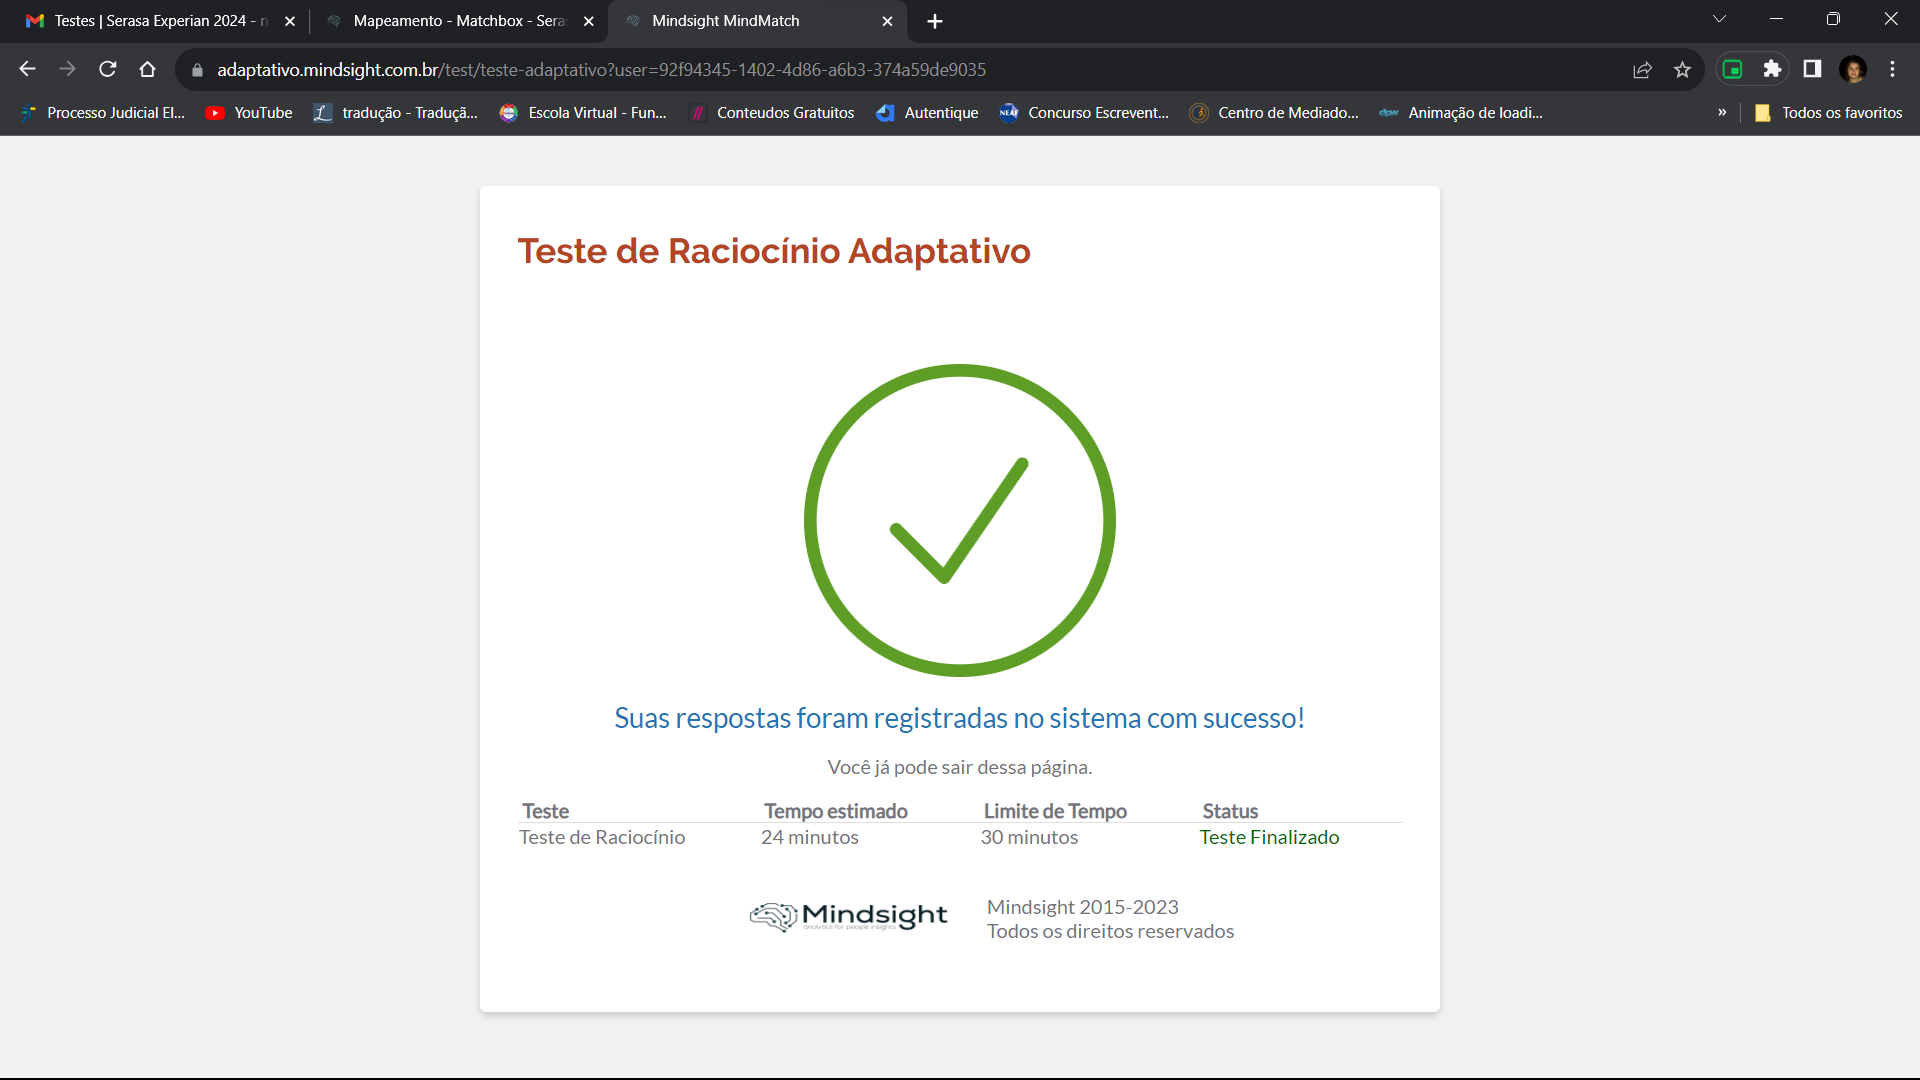 Testes | Serasa Experian 2024 - n
Mapeamento - Matchbox - Sera
Mindsight MindMatch
adaptativo.mindsight.com.br/test/teste-adaptativo?user=92f94345-1402-4d86-a6b3-374a59de9035
Processo Judicial El...
YouTube
tradução - Traduçã...
Escola Virtual - Fun...
Conteudos Gratuitos
Autentique
NEAF
Concurso Escrevent...
Centro de Mediado...
dpw
Animação de loadi...
»
Todos os favoritos
Teste de Raciocínio Adaptativo
Suas respostas foram registradas no sistema com sucesso!
Você já pode sair dessa página.
Teste Tempo estimado Limite de Tempo Status
Teste de Raciocínio 24 minutos 30 minutos Teste Finalizado
Mindsight
analytics for people insights
Mindsight 2015-2023
Todos os direitos reservados